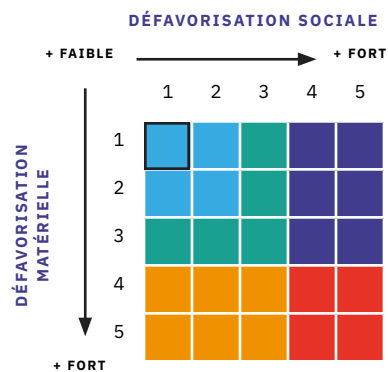 DÉFAVORISATION SOCIALE
+ FAIBLE
+ FORT
1 2 3 4 5
1
2
3
4
5
DÉFAVORISATION
MATÉRIELLE
+ FORT